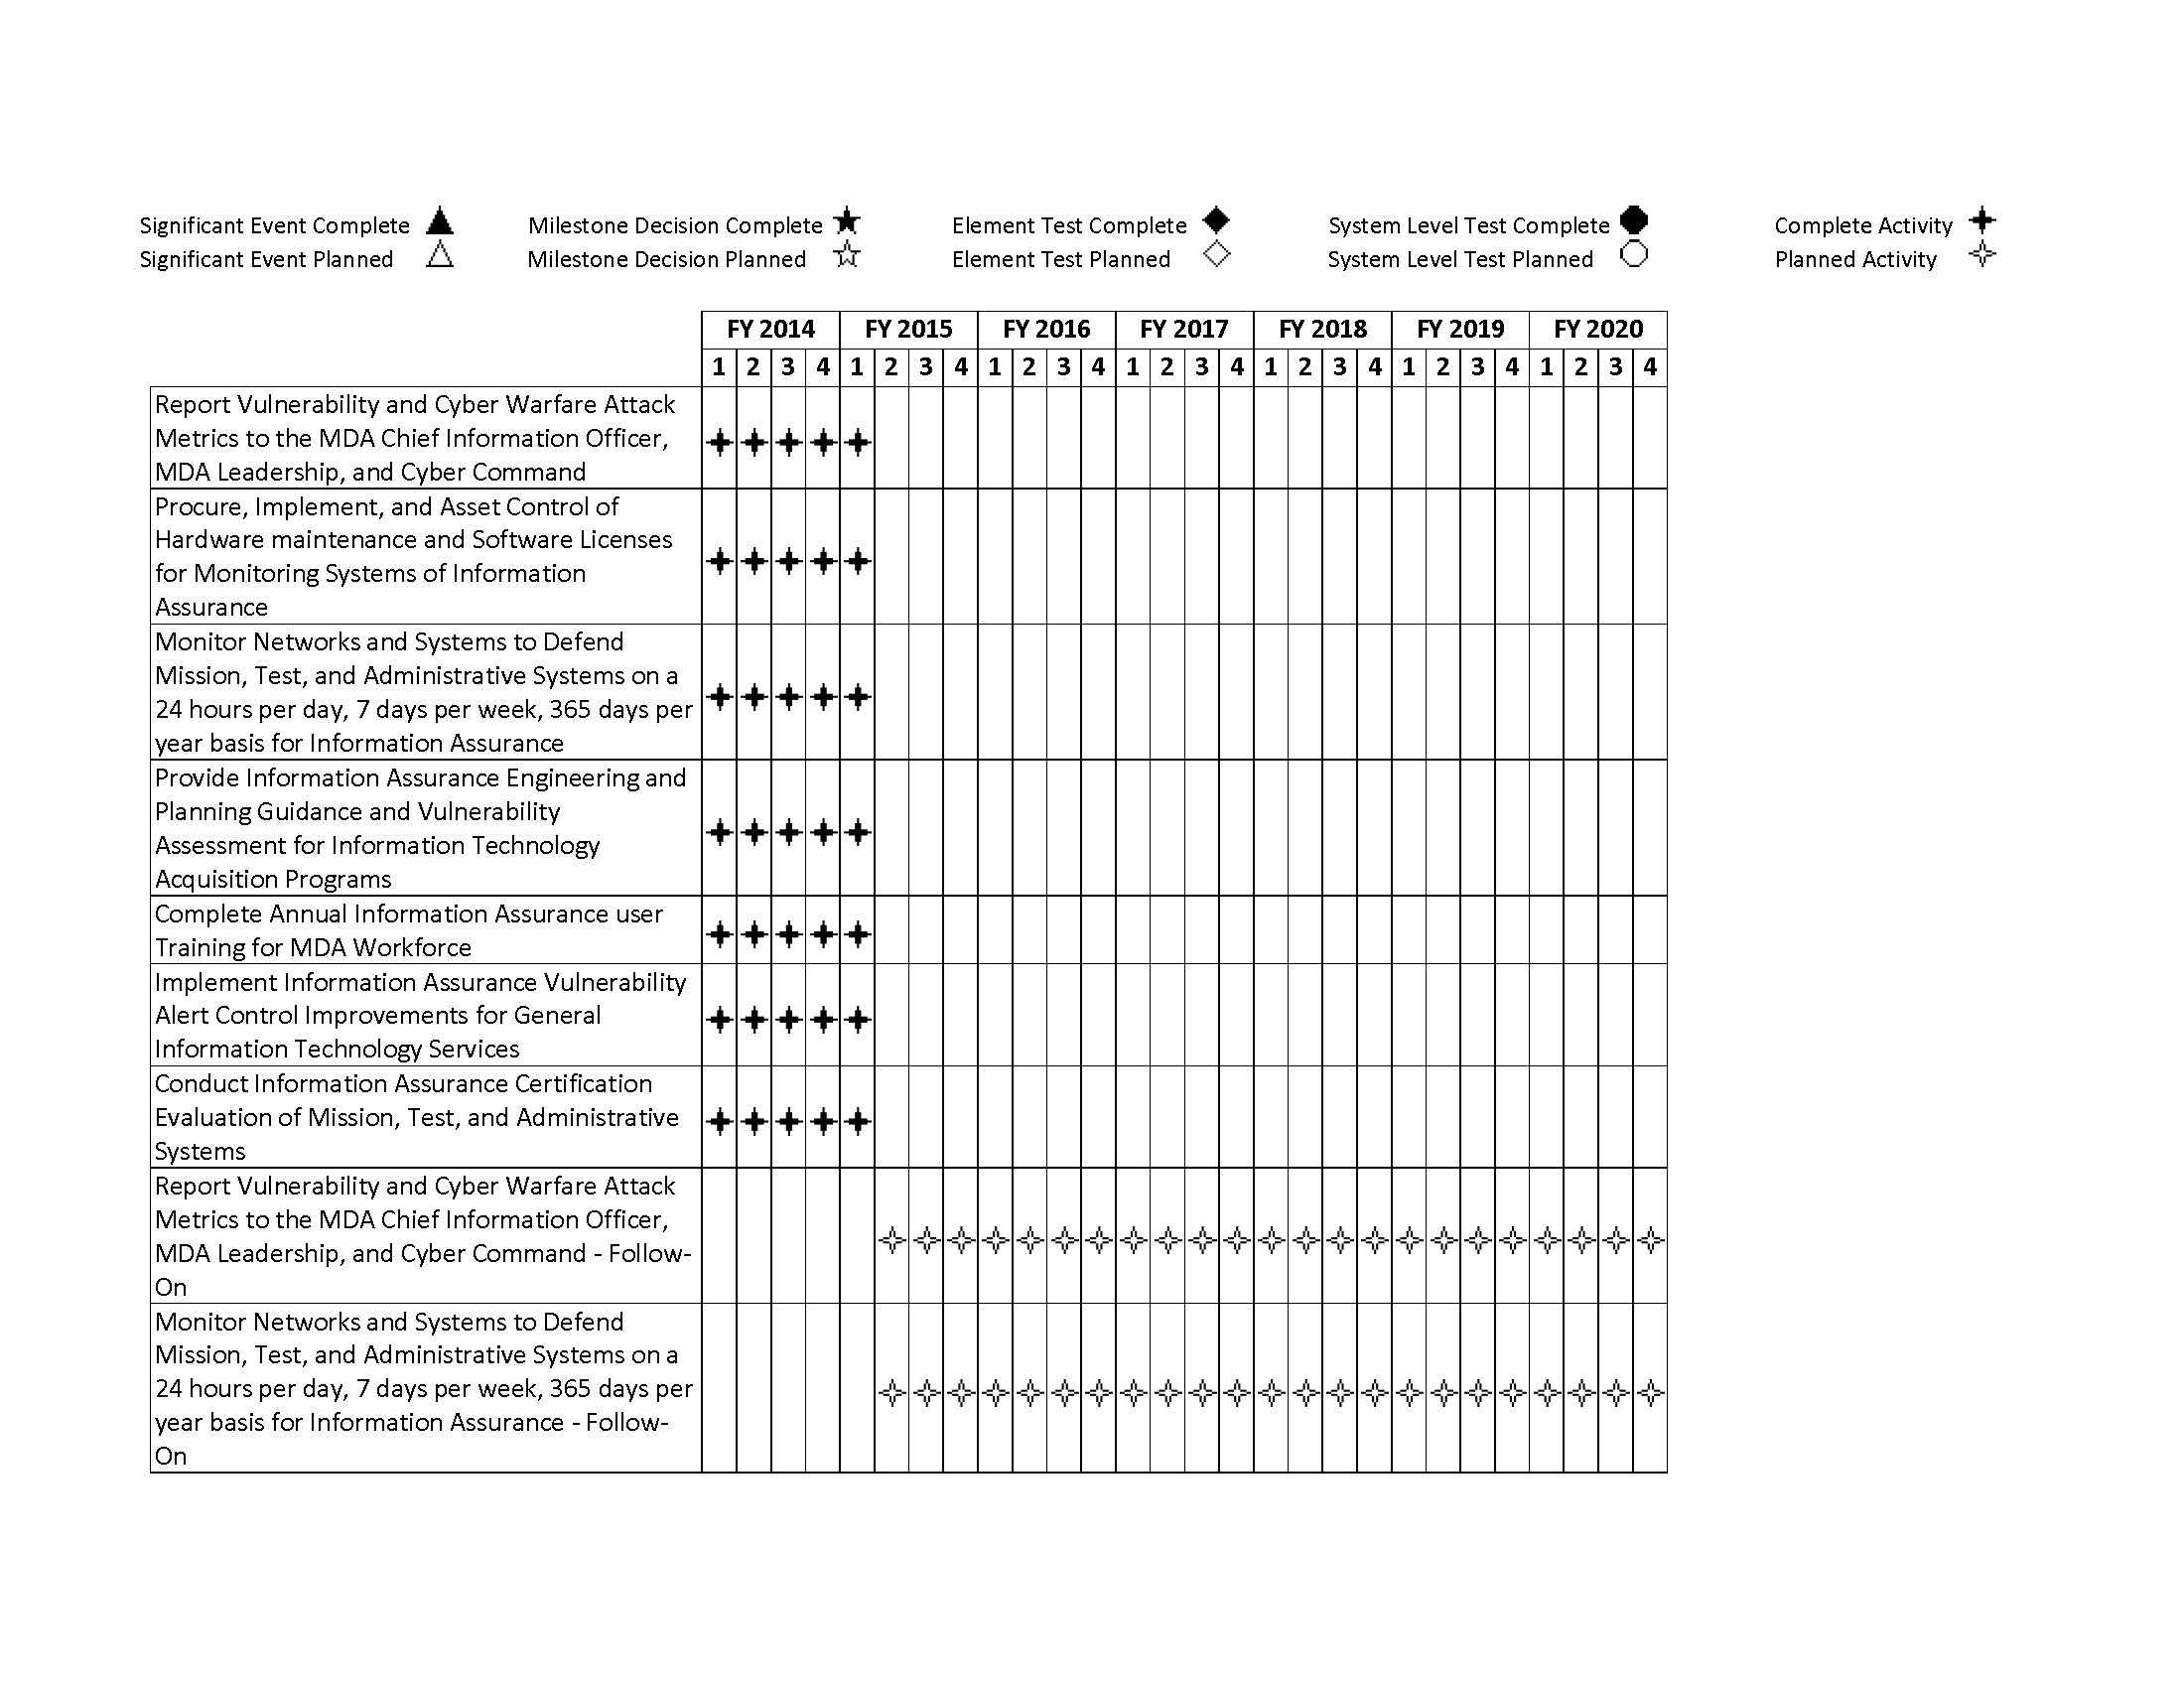 Significant Event Complete Milestone Decision Complete Element Test Complete System Level Test Complete Complete Activity
Significant Event Planned Milestone Decision Planned Element Test Planned System Level Test Planned Planned Activity
FY 2014 FY 2015 FY 2016 FY 2017 FY 2018 FY 2019 FY 2020
1 2 3 4 1 2 3 4 1 2 3 4 1 2 3 4 1 2 3 4 1 2 3 4 1 2 3 4
Report Vulnerability and Cyber Warfare Attack
Metrics to the MDA Chief Information Officer,
MDA Leadership, and Cyber Command
Procure, Implement, and Asset Control of
Hardware maintenance and Software Licenses
for Monitoring Systems of Information
Assurance
Monitor Networks and Systems to Defend
Mission, Test, and Administrative Systems on a
24 hours per day, 7 days per week, 365 days per
year basis for Information Assurance
Provide Information Assurance Engineering and
Planning Guidance and Vulnerability
Assessment for Information Technology
Acquisition Programs
Complete Annual Information Assurance user
Training for MDA Workforce
Implement Information Assurance Vulnerability
Alert Control Improvements for General
Information Technology Services
Conduct Information Assurance Certification
Evaluation of Mission, Test, and Administrative
Systems
Report Vulnerability and Cyber Warfare Attack
Metrics to the MDA Chief Information Officer,
MDA Leadership, and Cyber Command - Follow-
On
Monitor Networks and Systems to Defend
Mission, Test, and Administrative Systems on a
24 hours per day, 7 days per week, 365 days per
year basis for Information Assurance - Follow-
On